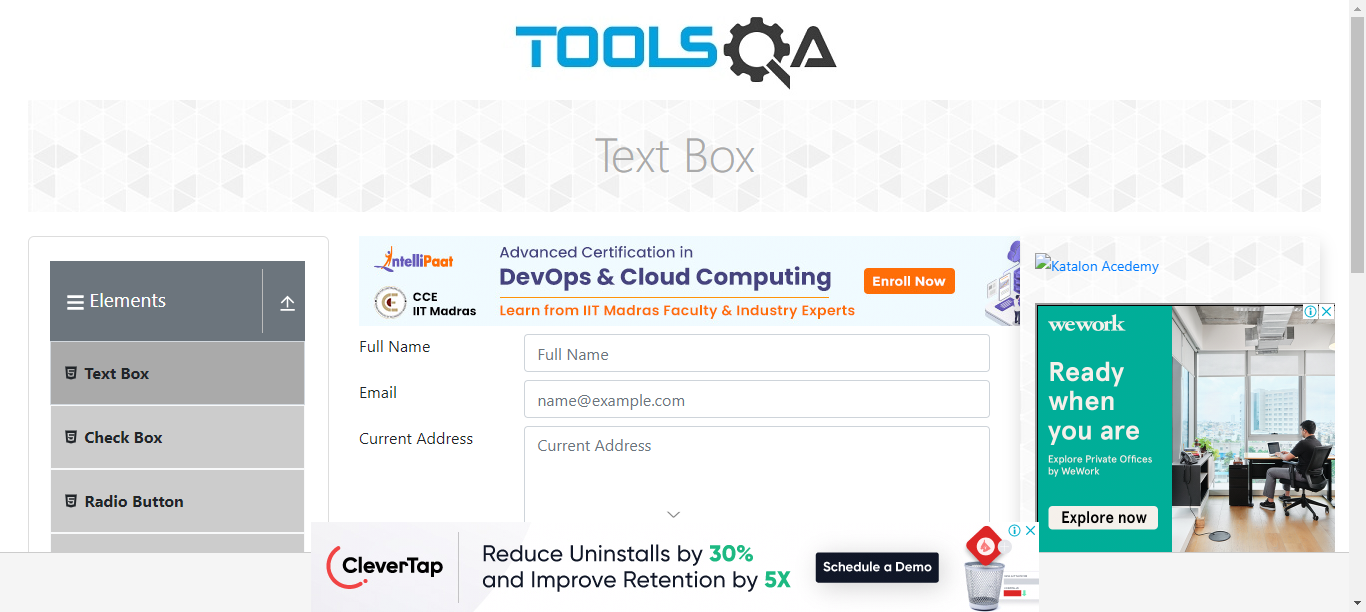 TOOLSQA
Text Box
Elements
Text Box
Check Box
Radio Button
IntelliPaat
CCE
IIT Madras
Advanced Certification in
DevOps & Cloud Computing
Learn from IIT Madras Faculty & Industry Experts
Enroll Now
Full Name
Full Name
Email
name@example.com
Current Address
Current Address
Katalon Acedemy
wework
Ready
when
you are
Explore Private Offices
by WeWork
Explore now
CleverTap
Reduce Uninstalls by 30%
and Improve Retention by 5X
Schedule a Demo